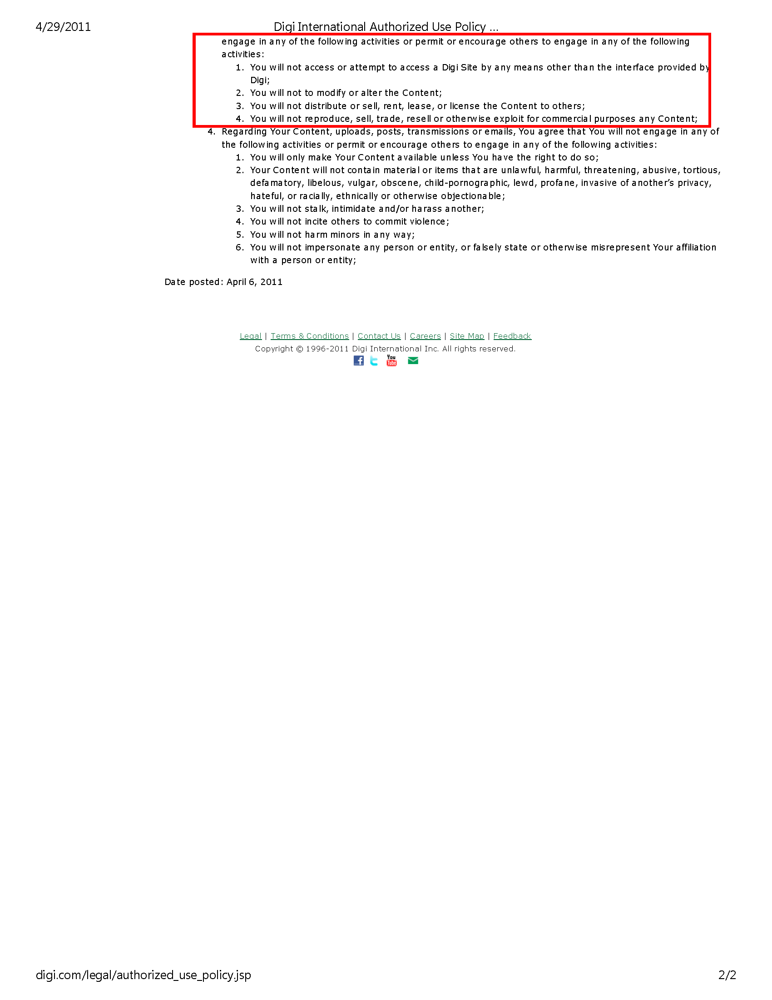 4/29/2011 Digi International Authorized Use Policy ...
engage in any of the following activities or permit or encourage others to engage in any of the following
activities:
1. You will not access or attempt to access a Digi Site by any means other than the interface provided by
Digi;
2. You will not to modify or alter the Content;
3. You will not distribute or sell, rent, lease, or license the Content to others;
4. You will not reproduce, sell, trade, resell or otherwise exploit for commercial purposes any Content;
4. Regarding Your Content, uploads, posts, transmissions or emails, You agree that You will not engage in any of
the following activities or permit or encourage others to engage in any of the following activities:
1. You will only make Your Content available unless You have the right to do so;
2. Your Content will not contain material or items that are unlawful, harmful, threatening, abusive, tortious,
defamatory, libelous, vulgar, obscene, child-pornographic, lewd, profane, invasive of another’s privacy,
hateful, or racially, ethnically or otherwise objectionable;
3. You will not stalk, intimidate and/or harass another;
4. You will not incite others to commit violence;
5. You will not harm minors in any way;
6. You will not impersonate any person or entity, or falsely state or otherwise misrepresent Your affiliation
with a person or entity;
Date posted: April 6, 2011
Legal | Terms & Conditions | Contact Us | Careers | Site Map | Feedback
Copyright © 1996-2011 Digi International Inc. All rights reserved.
f t You Tube
digi.com/legal/authorized_use_policy.jsp 2/2